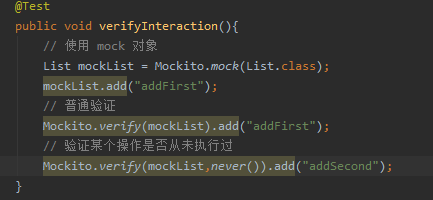 @Test
public void verifyInteraction(){
// 使用 mock 对象
List mockList = Mockito.mock(List.class);
mockList.add("addFirst");
// 普通验证
Mockito.verify(mockList).add("addFirst");
// 验证某个操作是否从未执行过
Mockito.verify(mockList,never()).add("addSecond");
}